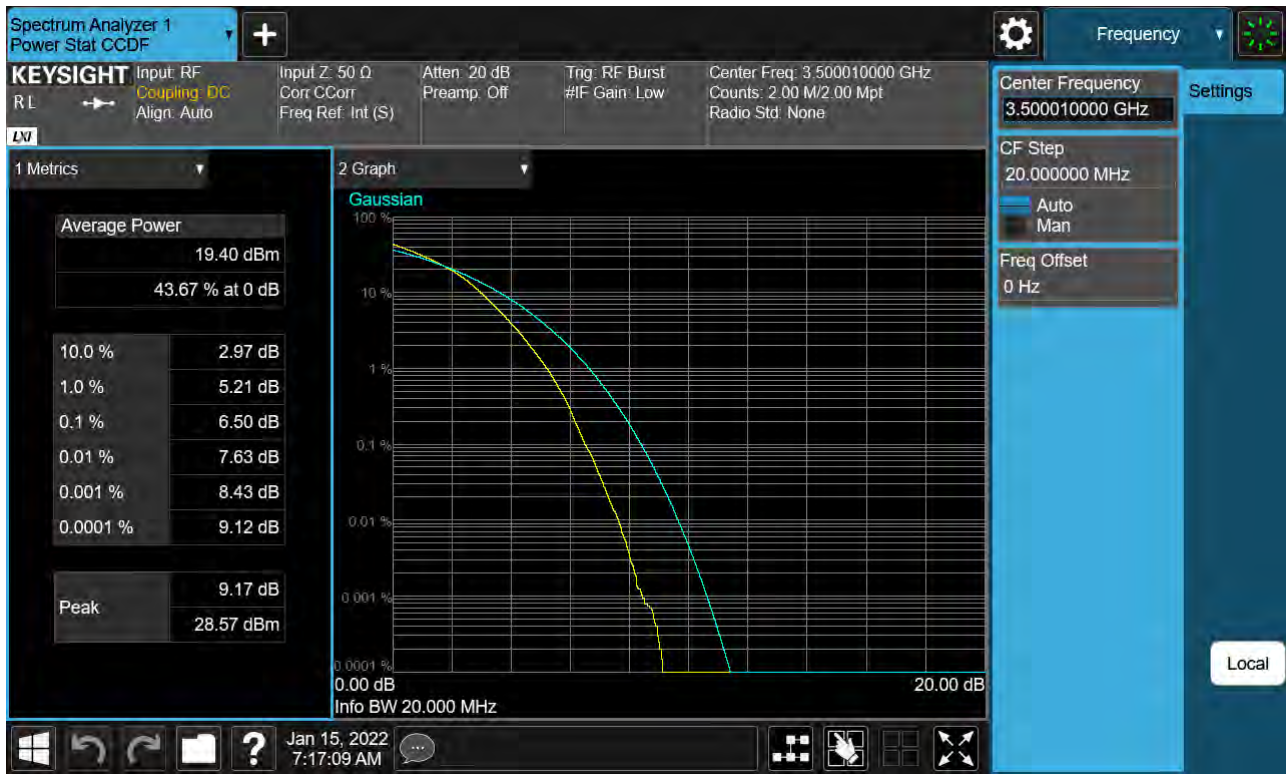 Spectrum Analyzer 1
Power Stat CCDF
+
Frequency
KEYSIGHT
RL
LXI
Input: RF
Coupling: DC
Align: Auto
Input Z: 50 Ω
Corr CCorr
Freq Ref: Int (S)
Atten: 20 dB
Preamp: Off
Trig: RF Burst
#IF Gain: Low
Center Freq: 3.500010000 GHz
Counts: 2.00 M/2.00 Mpt
Radio Std: None
Center Frequency
3.500010000 GHz
Settings
CF Step
20.000000 MHz
Auto
Man
Freq Offset
0 Hz
1 Metrics
Average Power
19.40 dBm
43.67 % at 0 dB
10.0 % 2.97 dB
1.0 % 5.21 dB
0.1 % 6.50 dB
0.01 % 7.63 dB
0.001 % 8.43 dB
0.0001 % 9.12 dB
Peak
9.17 dB
28.57 dBm
2 Graph
Gaussian
100 %
10 %
1 %
0.1 %
0.01 %
0.001 %
0.0001 %
0.00 dB 20.00 dB
Info BW 20.000 MHz
Local
?
Jan 15, 2022
7:17:09 AM